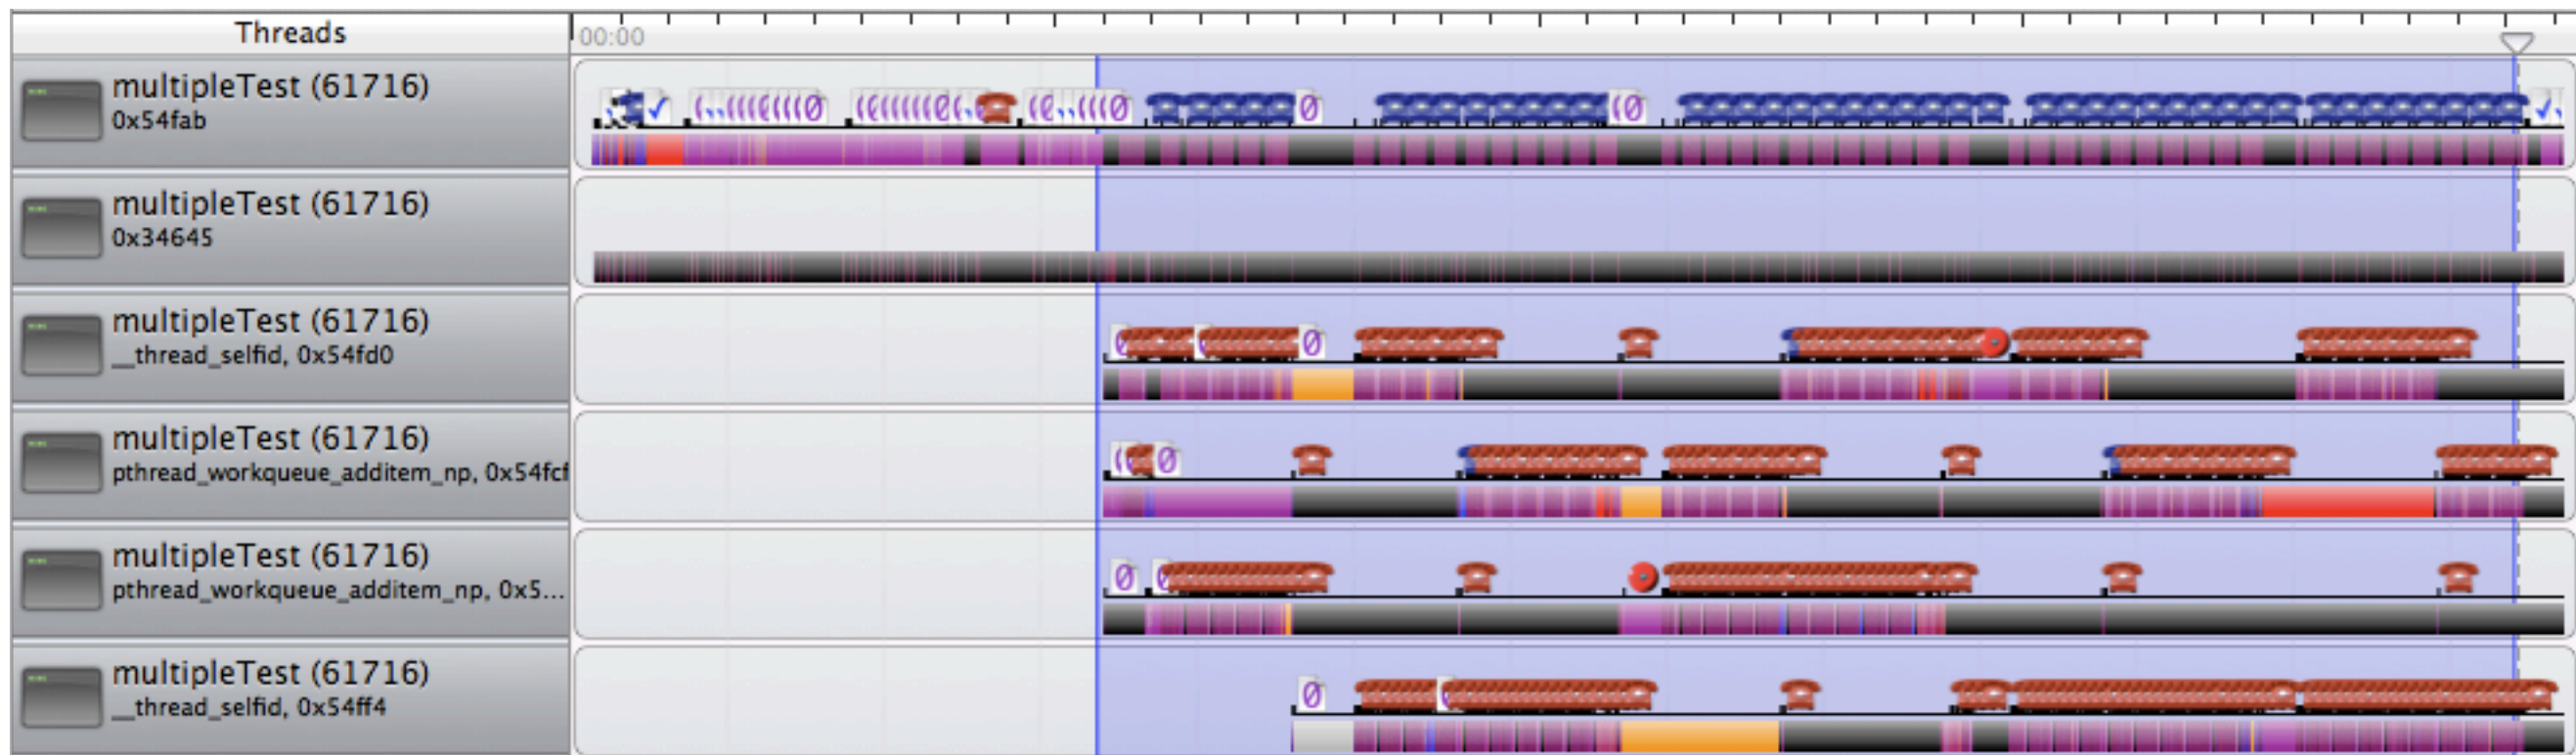 Threads
00:00
multipleTest (61716)
0x54fab
multipleTest (61716)
0x34645
multipleTest (61716)
__thread_selfid, 0x54fd0
multipleTest (61716)
pthread_workqueue_additem_np, 0x54fcf
multipleTest (61716)
pthread_workqueue_additem_np, 0x5...
multipleTest (61716)
__thread_selfid, 0x54ff4